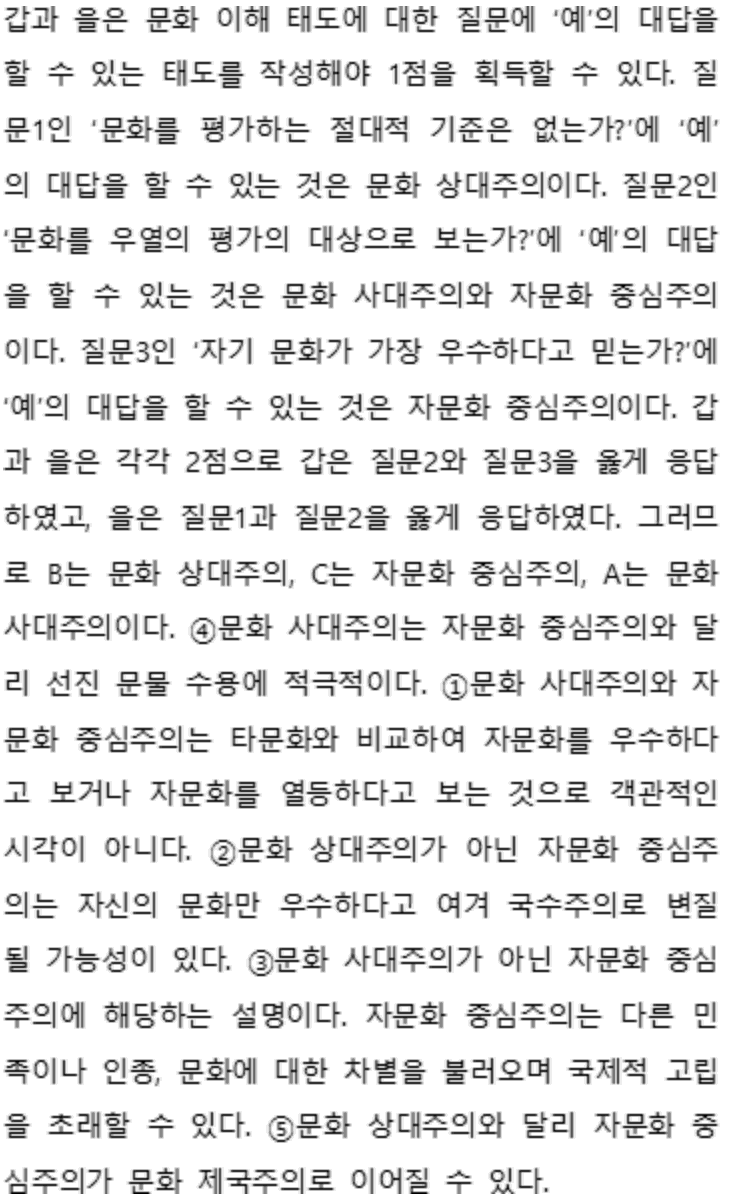 갑과 을은 문화 이해 태도에 대한 질문에 ‘예’의 대답을
할 수 있는 태도를 작성해야 1점을 획득할 수 있다. 질
문1인 ‘문화를 평가하는 절대적 기준은 없는가?’에 ‘예’
의 대답을 할 수 있는 것은 문화 상대주의이다. 질문2인
‘문화를 우열의 평가의 대상으로 보는가?’에 ‘예’의 대답
을 할 수 있는 것은 문화 사대주의와 자문화 중심주의
이다. 질문3인 ‘자기 문화가 가장 우수하다고 믿는가?’에
‘예’의 대답을 할 수 있는 것은 자문화 중심주의이다. 갑
과 을은 각각 2점으로 갑은 질문2와 질문3을 옳게 응답
하였고, 을은 질문1과 질문2을 옳게 응답하였다. 그러므
로 B는 문화 상대주의, C는 자문화 중심주의, A는 문화
사대주의이다. ④문화 사대주의는 자문화 중심주의와 달
리 선진 문물 수용에 적극적이다. ①문화 사대주의와 자
문화 중심주의는 타문화와 비교하여 자문화를 우수하다
고 보거나 자문화를 열등하다고 보는 것으로 객관적인
시각이 아니다. ②문화 상대주의가 아닌 자문화 중심주
의는 자신의 문화만 우수하다고 여겨 국수주의로 변질
될 가능성이 있다. ③문화 사대주의가 아닌 자문화 중심
주의에 해당하는 설명이다. 자문화 중심주의는 다른 민
족이나 인종, 문화에 대한 차별을 불러오며 국제적 고립
을 초래할 수 있다. ⑤문화 상대주의와 달리 자문화 중
심주의가 문화 제국주의로 이어질 수 있다.